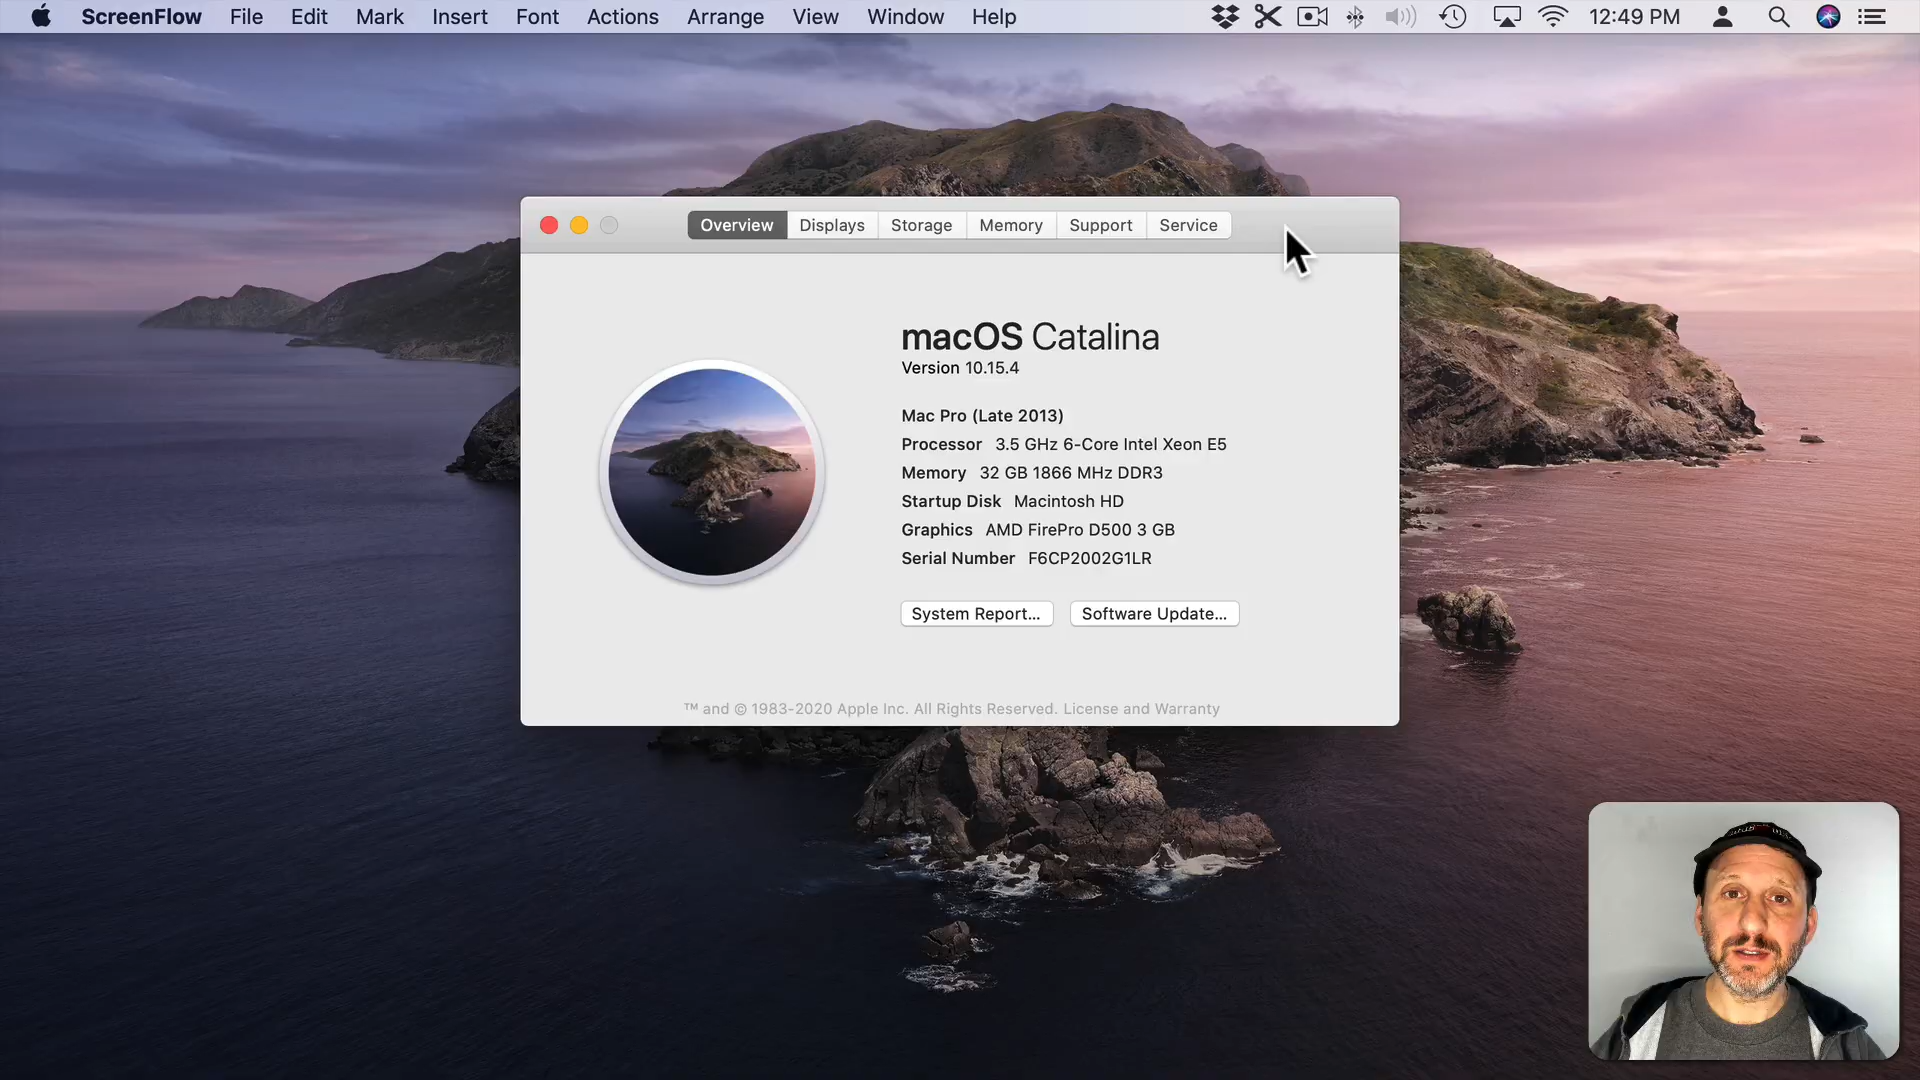 ScreenFlow File Edit Mark Insert Font Actions Arrange View Window Help 12:49 PM
Overview Displays Storage Memory Support Service
macOS Catalina
Version 10.15.4
Mac Pro (Late 2013)
Processor 3.5 GHz 6-Core Intel Xeon E5
Memory 32 GB 1866 MHz DDR3
Startup Disk Macintosh HD
Graphics AMD FirePro D500 3 GB
Serial Number F6CP2002G1LR
System Report... Software Update...
™ and © 1983-2020 Apple Inc. All Rights Reserved. License and Warranty